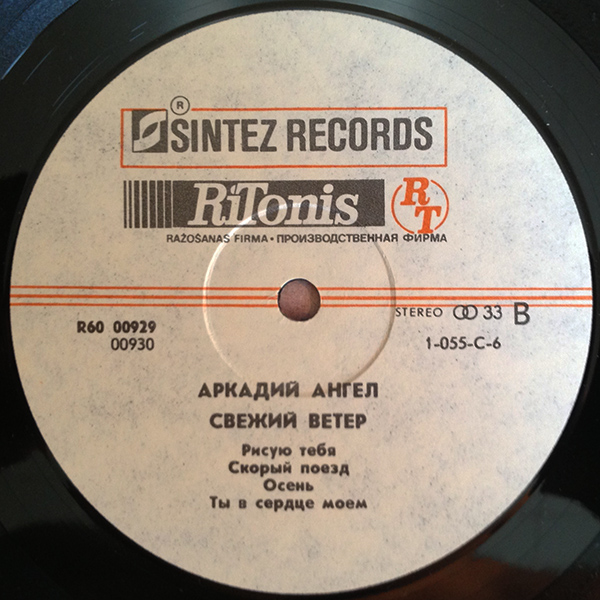 ®
SINTEZ RECORDS
RiTonis RT
RAŽOŠANAS FIRMA • ПРОИЗВОДСТВЕННАЯ ФИРМА
STEREO 33 B
R60 00929
00930
1-055-C-6
АРКАДИЙ АНГЕЛ
СВЕЖИЙ ВЕТЕР
Рисую тебя
Скорый поезд
Осень
Ты в сердце моем